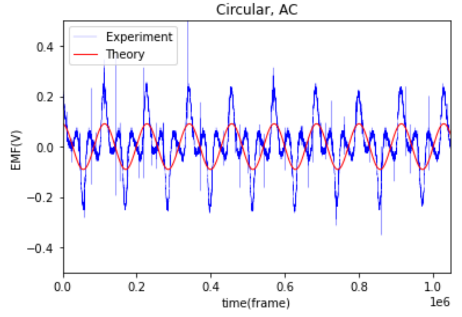 Circular, AC
Experiment
Theory
0.4
0.2
0.0
−0.2
−0.4
EMF(V)
0.0
0.2
0.4
0.6
0.8
1.0
1e6
time(frame)